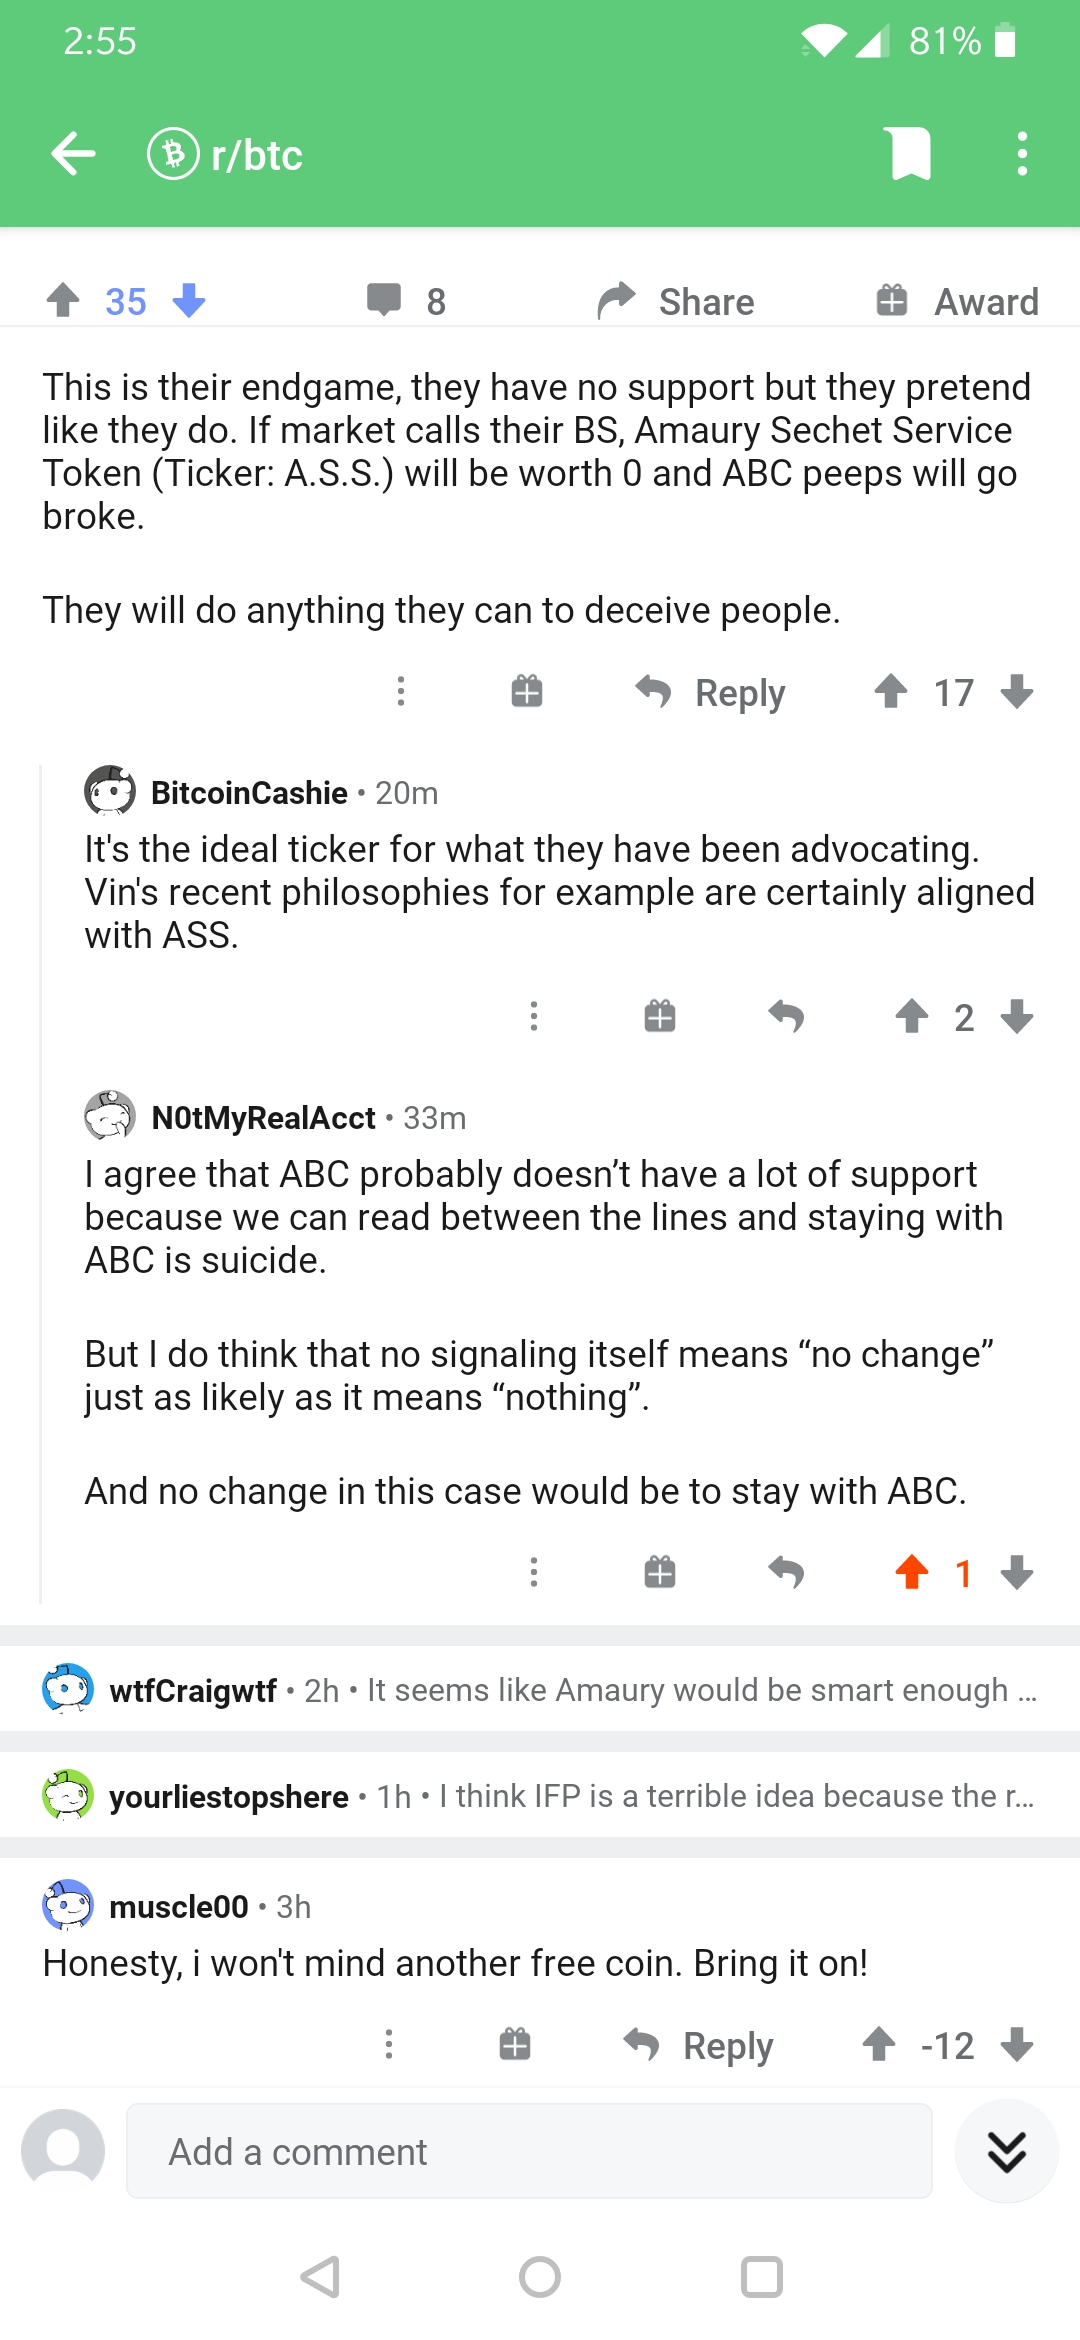 2:55
81%
r/btc
35
8
Share
Award
This is their endgame, they have no support but they pretend
like they do. If market calls their BS, Amaury Sechet Service
Token (Ticker: A.S.S.) will be worth 0 and ABC peeps will go
broke.
They will do anything they can to deceive people.
Reply
17
BitcoinCashie • 20m
It's the ideal ticker for what they have been advocating.
Vin's recent philosophies for example are certainly aligned
with ASS.
2
N0tMyRealAcct • 33m
I agree that ABC probably doesn’t have a lot of support
because we can read between the lines and staying with
ABC is suicide.
But I do think that no signaling itself means “no change”
just as likely as it means “nothing”.
And no change in this case would be to stay with ABC.
1
wtfCraigwtf • 2h • It seems like Amaury would be smart enough ...
yourliestopshere • 1h • I think IFP is a terrible idea because the r...
muscle00 • 3h
Honesty, i won't mind another free coin. Bring it on!
Reply
-12
Add a comment